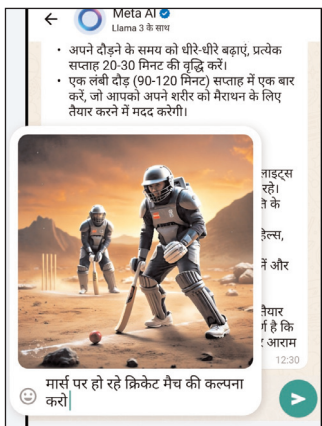 Meta AI
Llama 3 के साथ
• अपने दौड़ने के समय को धीरे-धीरे बढ़ाएं, प्रत्येक
सप्ताह 20-30 मिनट की वृद्धि करें।
• एक लंबी दौड़ (90-120 मिनट) सप्ताह में एक बार
करें, जो आपको अपने शरीर को मैराथन के लिए
तैयार करने में मदद करेगी।
रहे।
के
में और
तैयार
है कि
आराम
12:30
मार्स पर हो रहे क्रिकेट मैच की कल्पना
करो